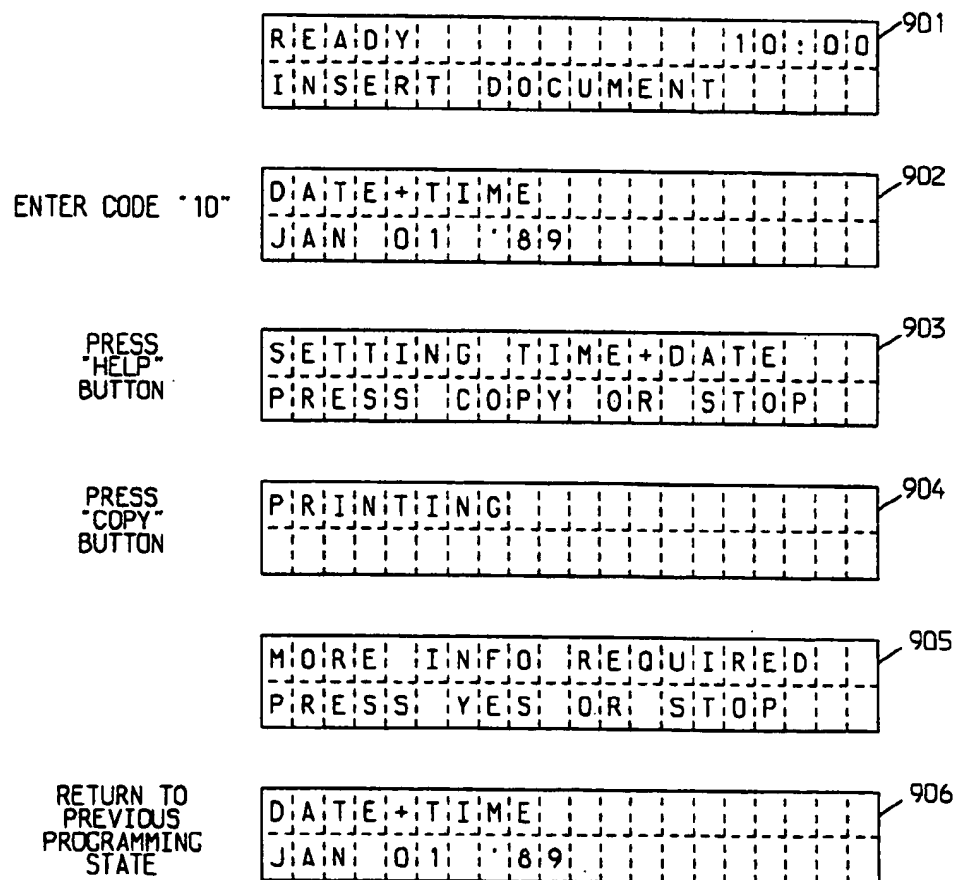 READY 10:00
901
INSERT DOCUMENT
ENTER CODE "10"
DATE+TIME
902
JAN 01 '89
PRESS
"HELP"
BUTTON
SETTING TIME+DATE
903
PRESS COPY OR STOP
PRESS
"COPY"
BUTTON
PRINTING
904
MORE INFO REQUIRED
905
PRESS YES OR STOP
RETURN TO
PREVIOUS
PROGRAMMING
STATE
DATE+TIME
906
JAN 01 '89